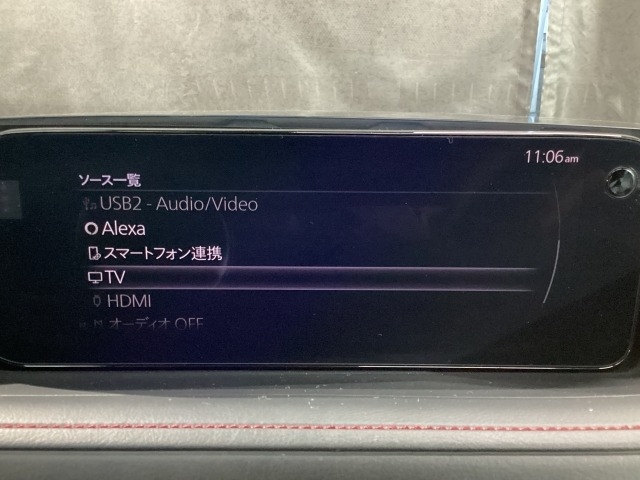 11:06am
ソース一覧
USB2 - Audio/Video
Alexa
スマートフォン連携
TV
HDMI
オーディオ OFF